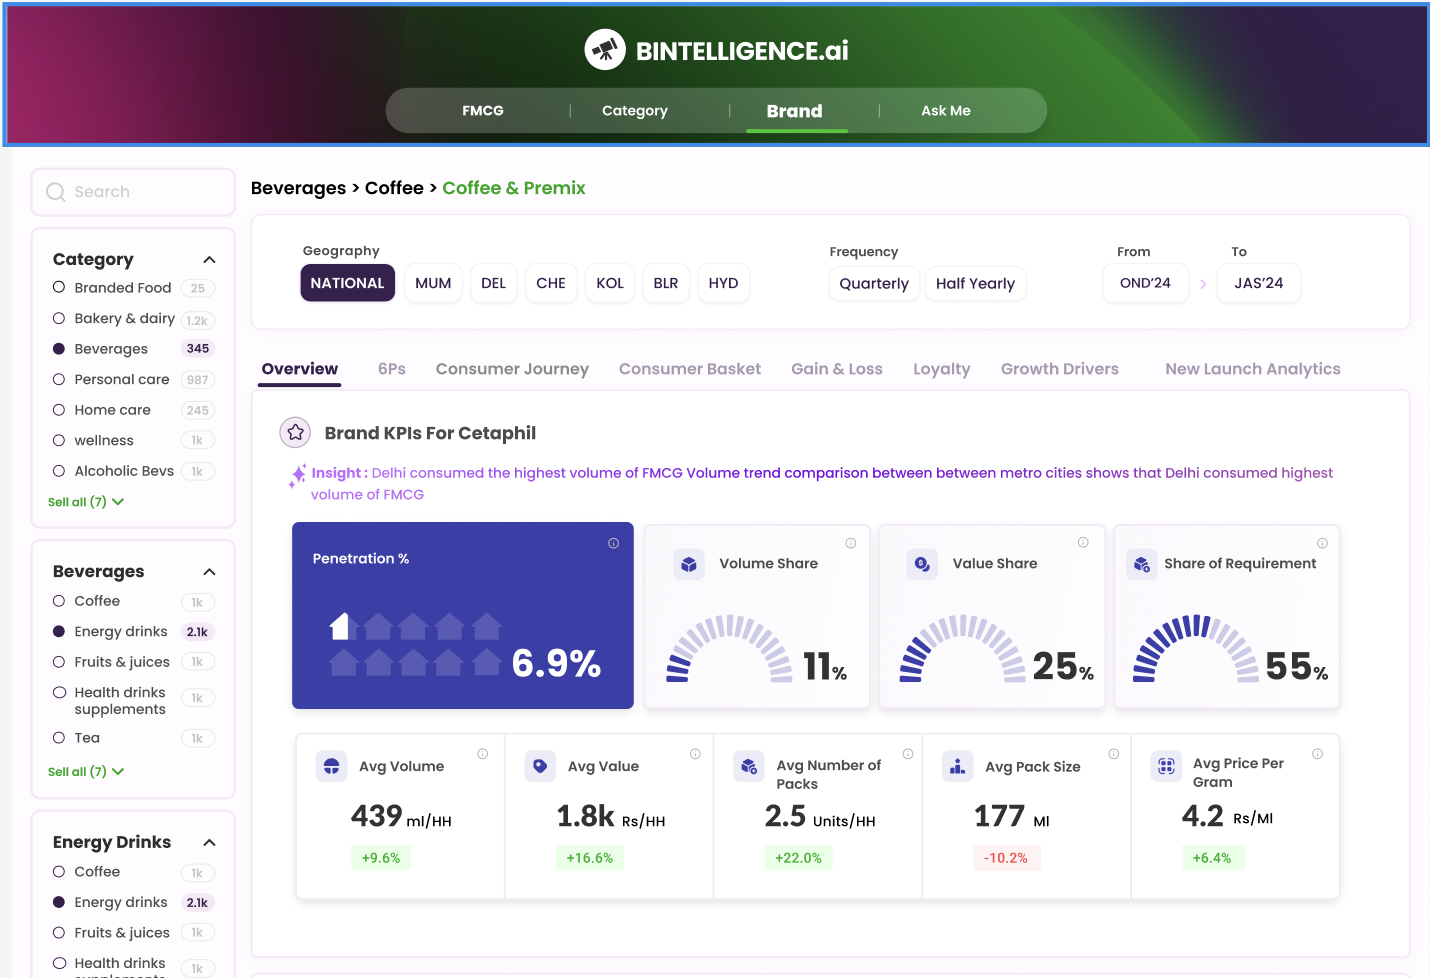 BINTELLIGENCE.ai
FMCG | Category | Brand | Ask Me
Search
Category
Branded Food 25
Bakery & dairy 1.2k
Beverages 345
Personal care 987
Home care 245
wellness 1k
Alcoholic Bevs 1k
Sell all (7)
Beverages
Coffee 1k
Energy drinks 2.1k
Fruits & juices 1k
Health drinks
supplements 1k
Tea 1k
Sell all (7)
Energy Drinks
Coffee 1k
Energy drinks 2.1k
Fruits & juices 1k
Health drinks 1k
Beverages > Coffee > Coffee & Premix
Geography
NATIONAL MUM DEL CHE KOL BLR HYD
Frequency
Quarterly Half Yearly
From To
OND'24 > JAS'24
Overview 6Ps Consumer Journey Consumer Basket Gain & Loss Loyalty Growth Drivers New Launch Analytics
Brand KPIs For Cetaphil
Insight : Delhi consumed the highest volume of FMCG Volume trend comparison between between metro cities shows that Delhi consumed highest
volume of FMCG
Penetration %
6.9%
Volume Share
11%
Value Share
25%
Share of Requirement
55%
Avg Volume
439 ml/HH
+9.6%
Avg Value
1.8k Rs/HH
+16.6%
Avg Number of
Packs
2.5 Units/HH
+22.0%
Avg Pack Size
177 Ml
-10.2%
Avg Price Per
Gram
4.2 Rs/Ml
+6.4%